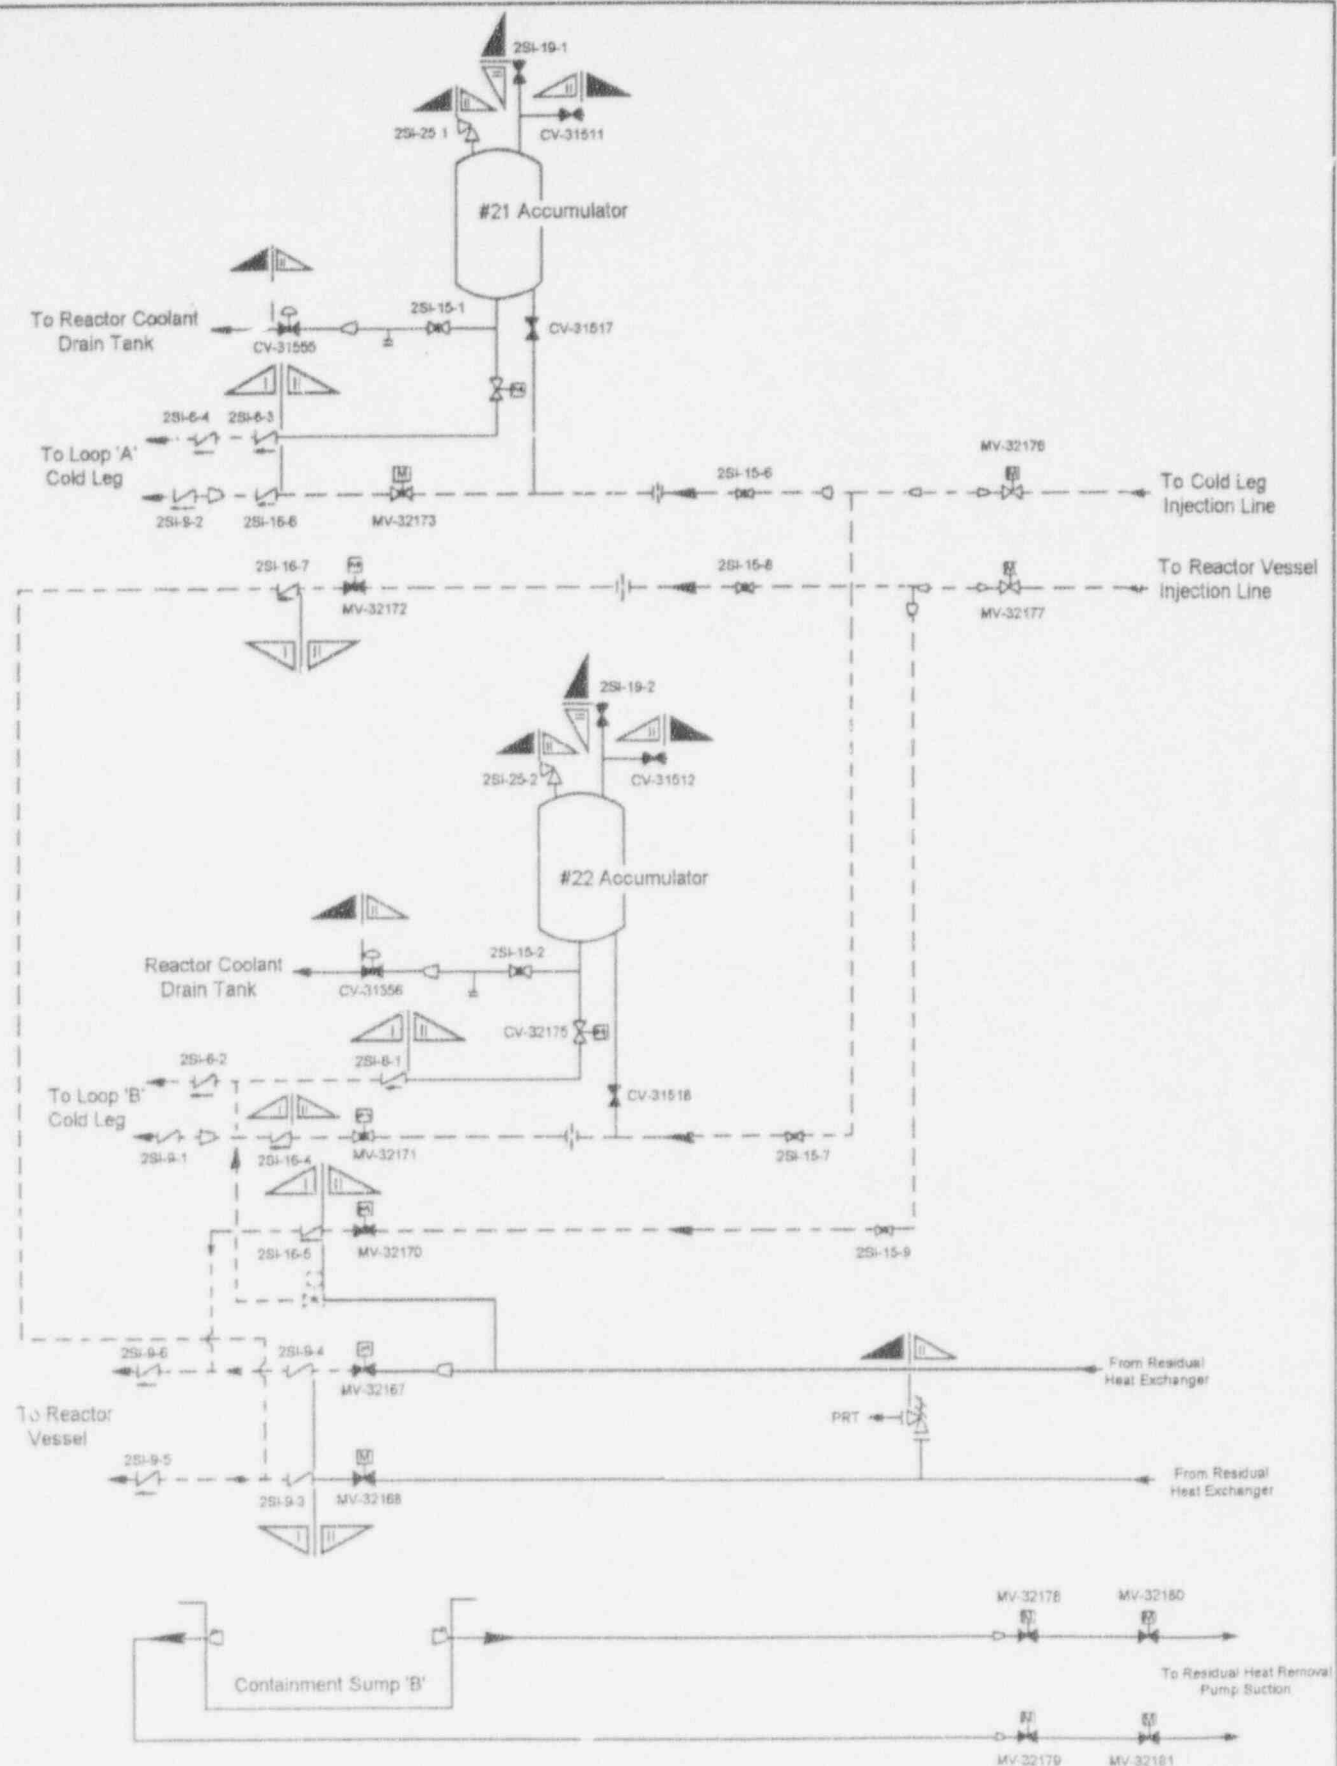 2SI-19-1
2SI-25 1
CV-31511
#21 Accumulator
2SI-15-1
To Reactor Coolant
Drain Tank
CV-31555
CV-31517
I II
2SI-6-4
2SI-6-3
To Loop 'A'
Cold Leg
M
MV-32176
M
2SI-15-6
To Cold Leg
Injection Line
2SI-9-2
2SI-16-6
MV-32173
2SI-16-7
2SI-15-8
To Reactor Vessel
Injection Line
MV-32172
MV-32177
I II
2SI-19-2
2SI-25-2
CV-31512
#22 Accumulator
2SI-15-2
Reactor Coolant
Drain Tank
CV-31556
CV-32175
I II
2SI-6-2
To Loop 'B'
Cold Leg
CV-31518
I II
2SI-9-1
2SI-16-4
MV-32171
2SI-15-7
I II
2SI-16-5
MV-32170
2SI-15-9
2SI-9-6
2SI-9-4
From Residual
Heat Exchanger
MV-32167
To Reactor
Vessel
PRT
2SI-9-5
M
From Residual
Heat Exchanger
2SI-9-3
MV-32168
I II
MV-32178
MV-32180
Containment Sump 'B'
To Residual Heat Removal
Pump Suction
MV-32179
MV-32181